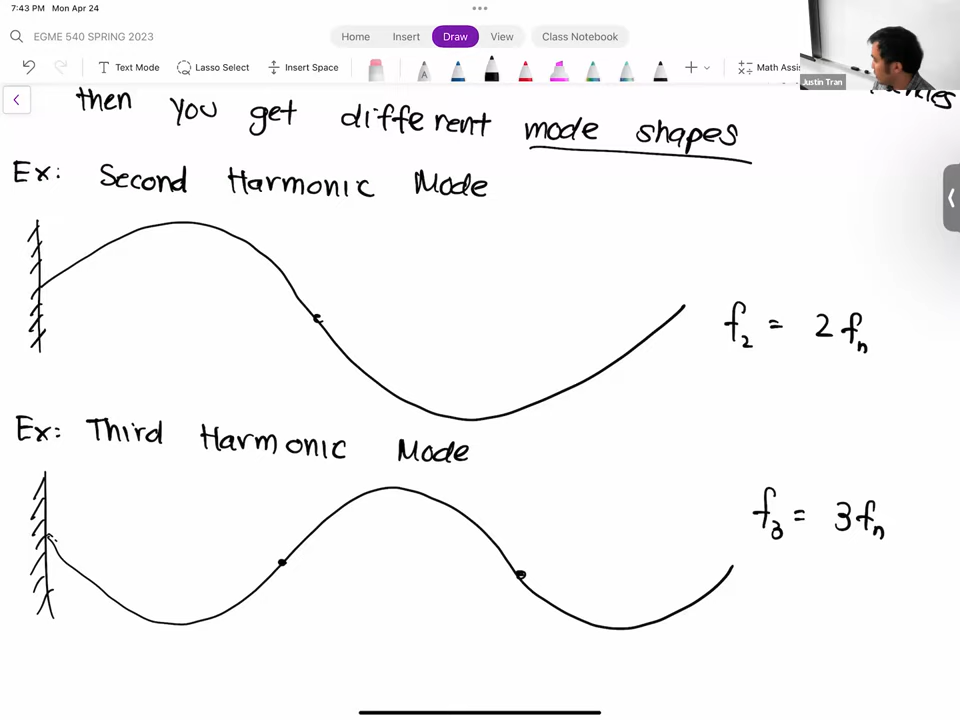 7:43 PM Mon Apr 24
EGME 540 SPRING 2023
Home Insert Draw View Class Notebook
Text Mode Lasso Select Insert Space Math Assi
Justin Tran
then you get different mode shapes
Ex: Second Harmonic Mode
f2 = 2fn
Ex: Third Harmonic Mode
f3 = 3fn